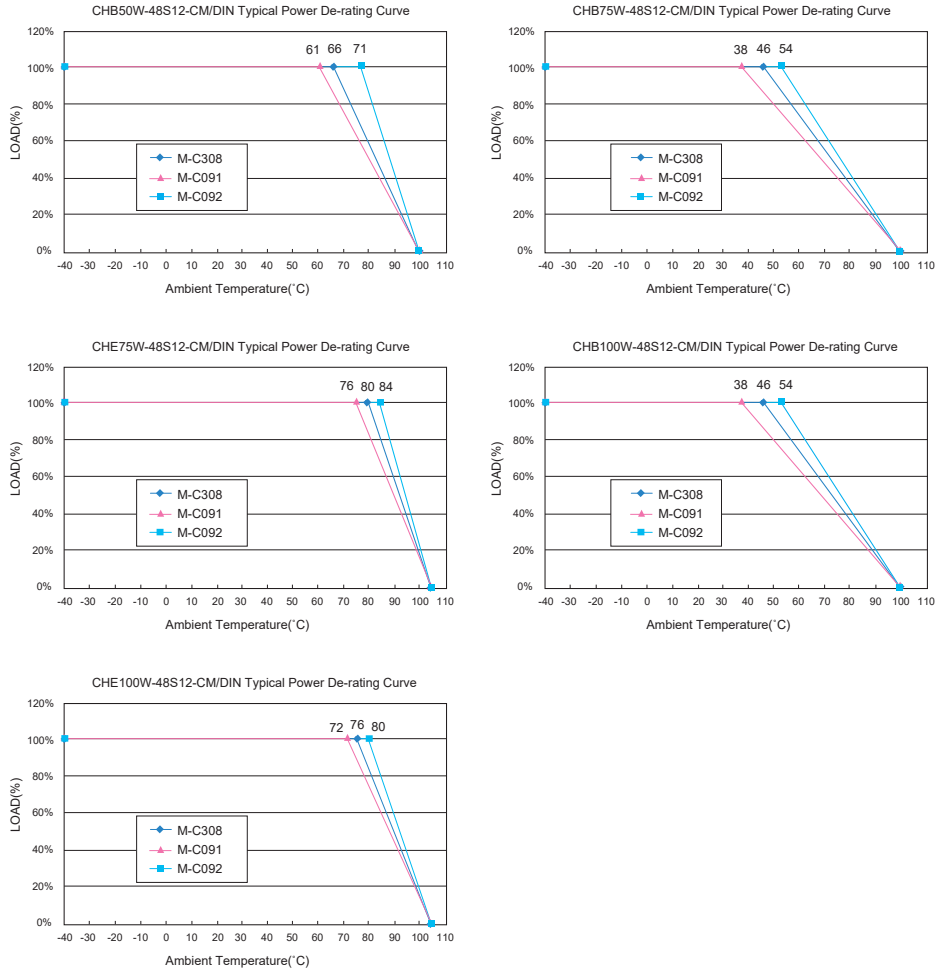 CHB50W-48S12-CM/DIN Typical Power De-rating Curve
120%
61 66 71
100%
80%
60%
40%
20%
0%
LOAD(%)
M-C308
M-C091
M-C092
-40 -30 -20 -10 0 10 20 30 40 50 60 70 80 90 100 110
Ambient Temperature(˚C)
CHB75W-48S12-CM/DIN Typical Power De-rating Curve
120%
38 46 54
100%
80%
60%
40%
20%
0%
LOAD(%)
M-C308
M-C091
M-C092
-40 -30 -20 -10 0 10 20 30 40 50 60 70 80 90 100 110
Ambient Temperature(˚C)
CHE75W-48S12-CM/DIN Typical Power De-rating Curve
120%
76 80 84
100%
80%
60%
40%
20%
0%
LOAD(%)
M-C308
M-C091
M-C092
-40 -30 -20 -10 0 10 20 30 40 50 60 70 80 90 100 110
Ambient Temperature(˚C)
CHB100W-48S12-CM/DIN Typical Power De-rating Curve
120%
38 46 54
100%
80%
60%
40%
20%
0%
LOAD(%)
M-C308
M-C091
M-C092
-40 -30 -20 -10 0 10 20 30 40 50 60 70 80 90 100 110
Ambient Temperature(˚C)
CHE100W-48S12-CM/DIN Typical Power De-rating Curve
120%
72 76 80
100%
80%
60%
40%
20%
0%
LOAD(%)
M-C308
M-C091
M-C092
-40 -30 -20 -10 0 10 20 30 40 50 60 70 80 90 100 110
Ambient Temperature(˚C)